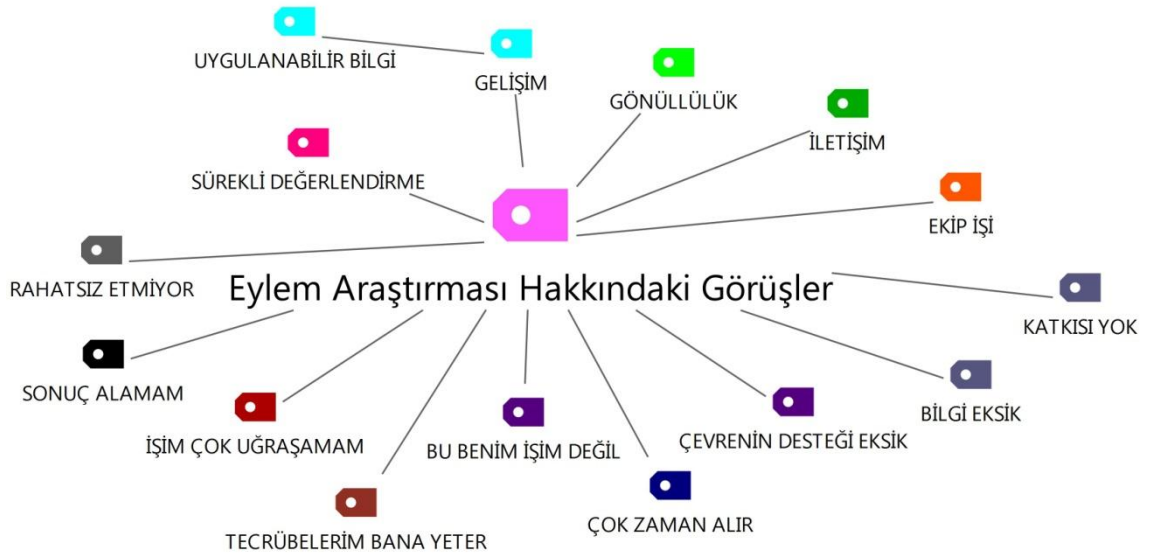 UYGULANABİLİR BİLGİ
GELİŞİM
GÖNÜLLÜLÜK
İLETİŞİM
SÜREKLİ DEĞERLENDİRME
EKİP İŞİ
RAHATSIZ ETMİYOR
Eylem Araştırması Hakkındaki Görüşler
KATKISI YOK
SONUÇ ALAMAM
BİLGİ EKSİK
İŞİM ÇOK UĞRAŞAMAM
BU BENİM İŞİM DEĞİL
ÇEVRENİN DESTEĞİ EKSİK
ÇOK ZAMAN ALIR
TECRÜBELERİM BANA YETER